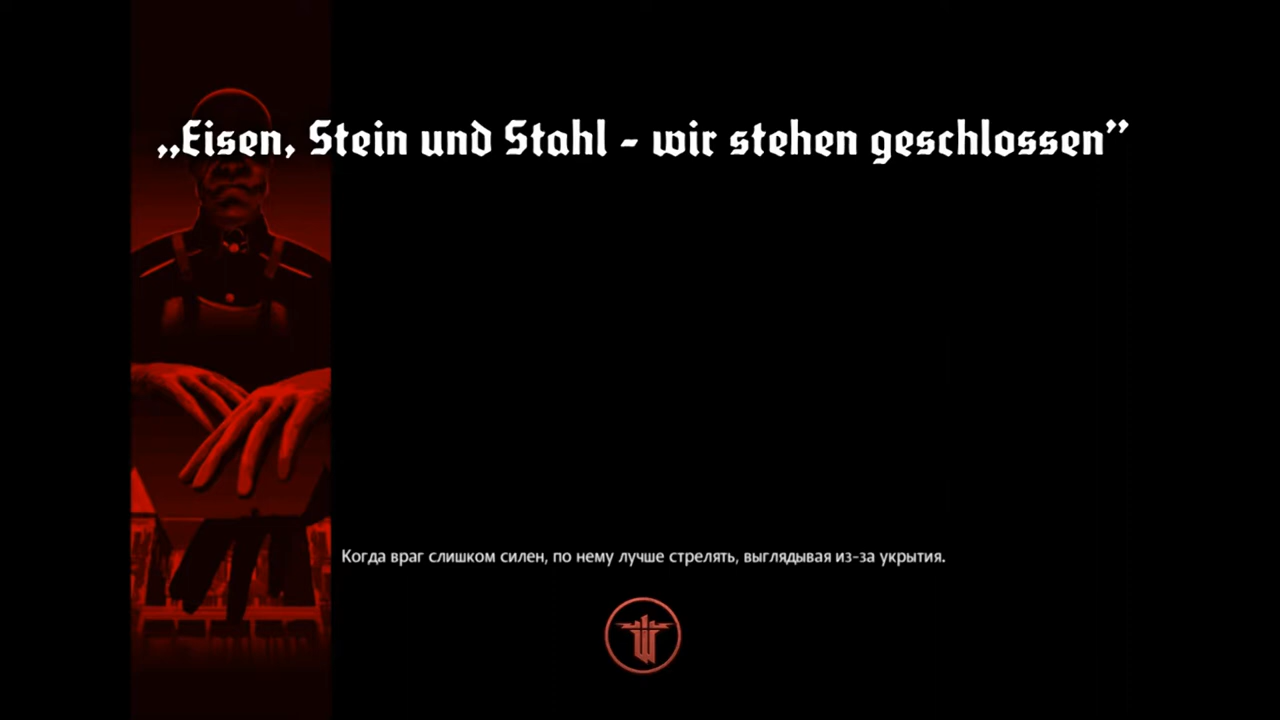 „Eisen, Stein und Stahl - wir stehen geschlossen”
Когда враг слишком силен, по нему лучше стрелять, выглядывая из-за укрытия.